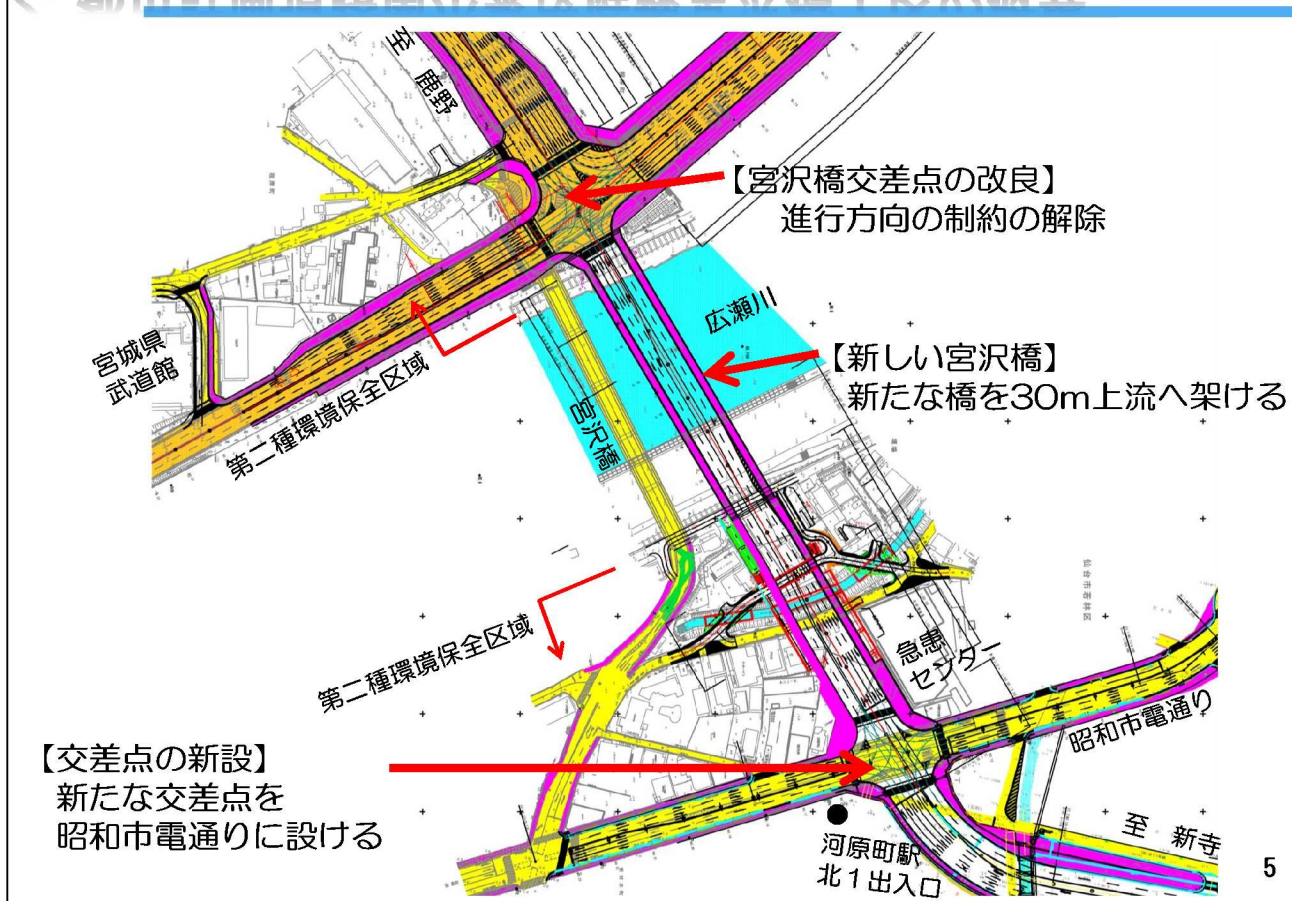 至 鹿野
【宮沢橋交差点の改良】
進行方向の制約の解除
広瀬川
【新しい宮沢橋】
新たな橋を30m上流へ架ける
宮城県
武道館
第二種環境保全区域
宮沢橋
第二種環境保全区域
仙台市若林区
急患
センター
昭和市電通り
【交差点の新設】
新たな交差点を
昭和市電通りに設ける
河原町駅
北1出入口
至 新寺
5